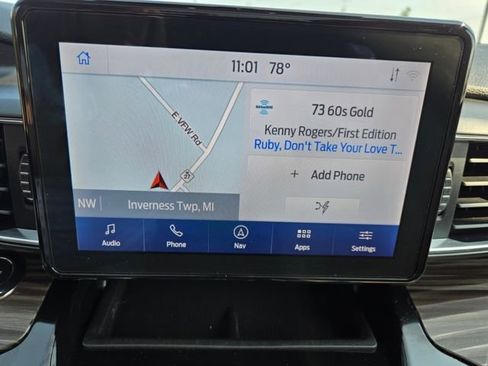 11:01 78°
E VFW Rd
NW
Inverness Twp, MI
73 60s Gold
Kenny Rogers/First Edition
Ruby, Don't Take Your Love T...
+ Add Phone
Audio
Phone
Nav
Apps
Settings